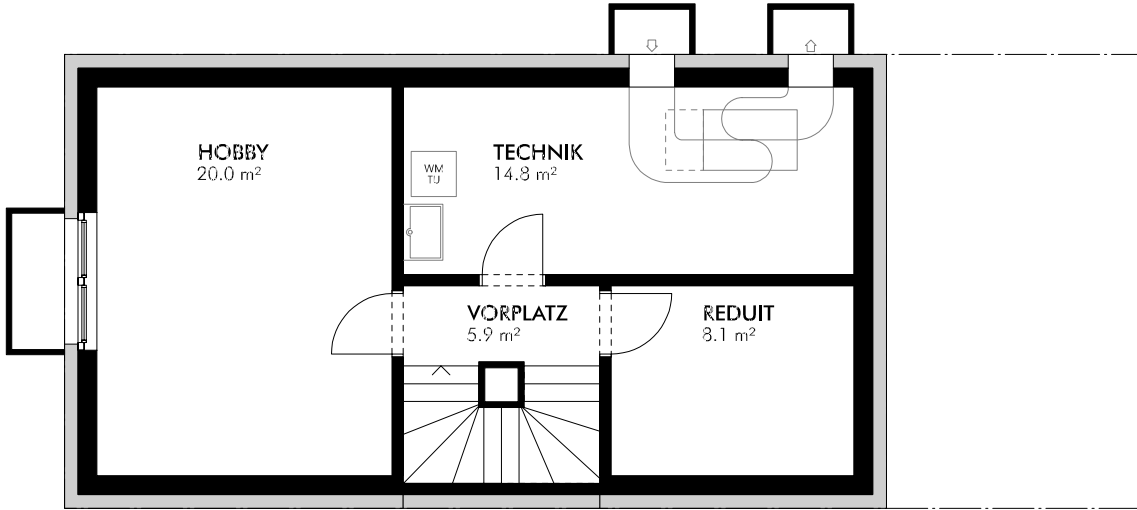 HOBBY
20.0 m²
TECHNIK
14.8 m²
WM
TU
VORPLATZ
5.9 m²
REDUIT
8.1 m²